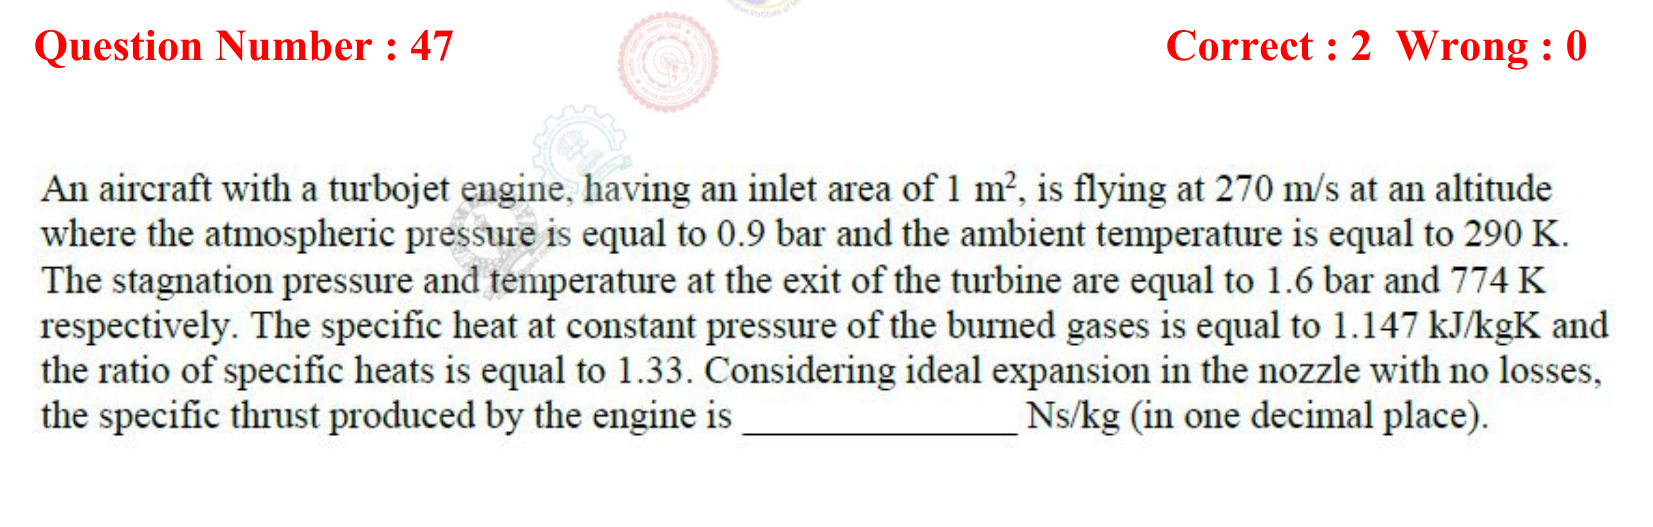 Question Number : 47 Correct : 2 Wrong : 0
An aircraft with a turbojet engine, having an inlet area of 1 m², is flying at 270 m/s at an altitude
where the atmospheric pressure is equal to 0.9 bar and the ambient temperature is equal to 290 K.
The stagnation pressure and temperature at the exit of the turbine are equal to 1.6 bar and 774 K
respectively. The specific heat at constant pressure of the burned gases is equal to 1.147 kJ/kgK and
the ratio of specific heats is equal to 1.33. Considering ideal expansion in the nozzle with no losses,
the specific thrust produced by the engine is ______________ Ns/kg (in one decimal place).